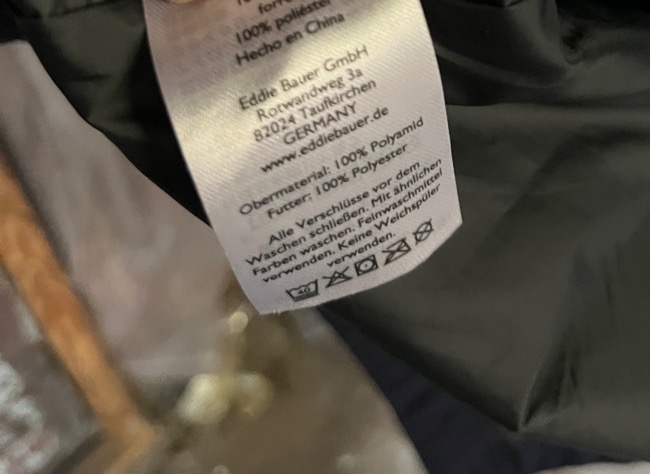 forro
100% poliéster
Hecho en China
Eddie Bauer GmbH
Rotwandweg 3a
82024 Taufkirchen
GERMANY
www.eddiebauer.de
Obermaterial: 100% Polyamid
Futter: 100% Polyester
Alle Verschlüsse vor dem
Waschen schließen. Mit ähnlichen
Farben waschen. Feinwaschmittel
verwenden. Keine Weichspüler
verwenden.
40